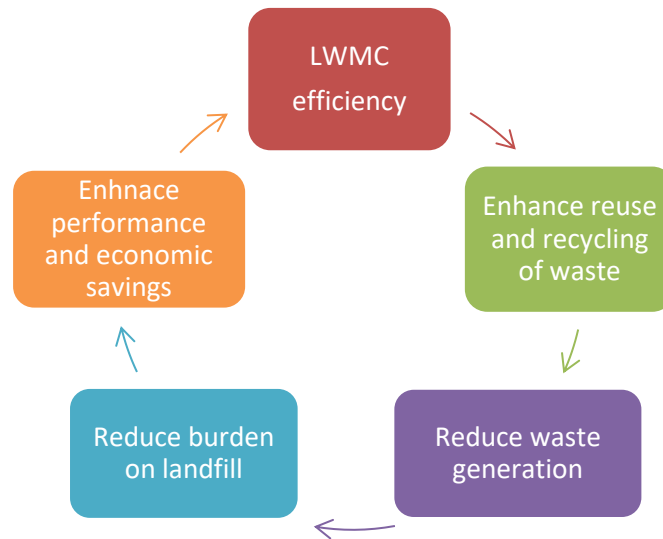 LWMC
efficiency
Enhance reuse
and recycling
of waste
Reduce waste
generation
Reduce burden
on landfill
Enhnace
performance
and economic
savings